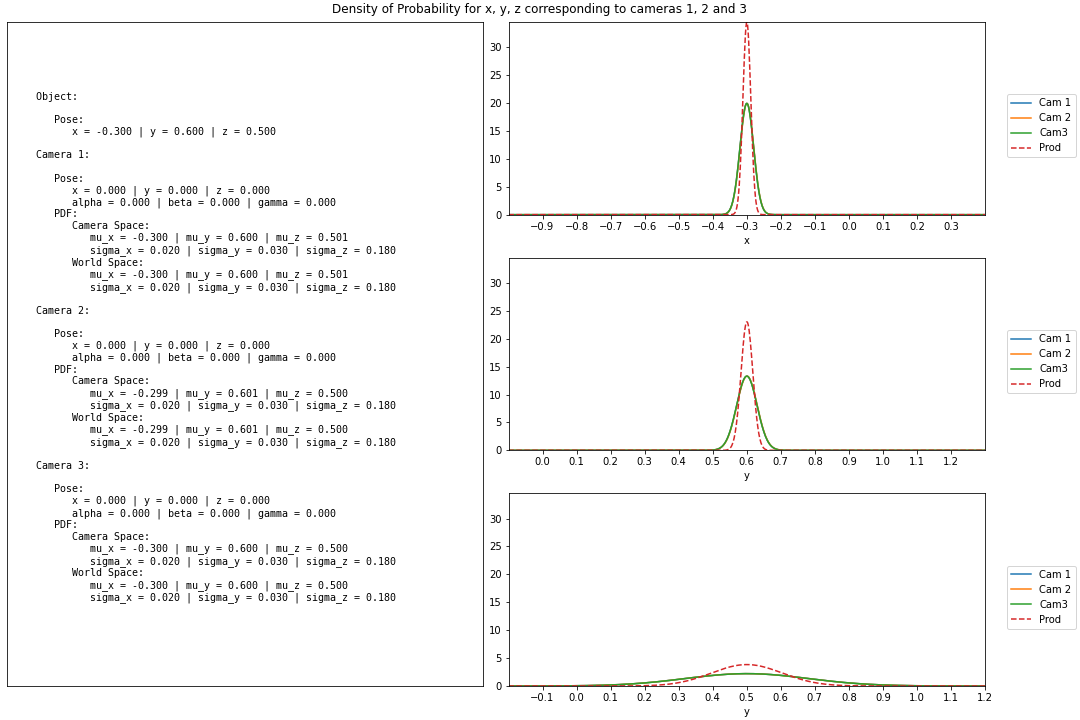 Density of Probability for x, y, z corresponding to cameras 1, 2 and 3
Object:
Pose:
x = -0.300 | y = 0.600 | z = 0.500
Camera 1:
Pose:
x = 0.000 | y = 0.000 | z = 0.000
alpha = 0.000 | beta = 0.000 | gamma = 0.000
PDF:
Camera Space:
mu_x = -0.300 | mu_y = 0.600 | mu_z = 0.501
sigma_x = 0.020 | sigma_y = 0.030 | sigma_z = 0.180
World Space:
mu_x = -0.300 | mu_y = 0.600 | mu_z = 0.501
sigma_x = 0.020 | sigma_y = 0.030 | sigma_z = 0.180
Camera 2:
Pose:
x = 0.000 | y = 0.000 | z = 0.000
alpha = 0.000 | beta = 0.000 | gamma = 0.000
PDF:
Camera Space:
mu_x = -0.299 | mu_y = 0.601 | mu_z = 0.500
sigma_x = 0.020 | sigma_y = 0.030 | sigma_z = 0.180
World Space:
mu_x = -0.299 | mu_y = 0.601 | mu_z = 0.500
sigma_x = 0.020 | sigma_y = 0.030 | sigma_z = 0.180
Camera 3:
Pose:
x = 0.000 | y = 0.000 | z = 0.000
alpha = 0.000 | beta = 0.000 | gamma = 0.000
PDF:
Camera Space:
mu_x = -0.300 | mu_y = 0.600 | mu_z = 0.500
sigma_x = 0.020 | sigma_y = 0.030 | sigma_z = 0.180
World Space:
mu_x = -0.300 | mu_y = 0.600 | mu_z = 0.500
sigma_x = 0.020 | sigma_y = 0.030 | sigma_z = 0.180
30
25
20
15
10
5
0
−0.9 −0.8 −0.7 −0.6 −0.5 −0.4 −0.3 −0.2 −0.1 0.0 0.1 0.2 0.3
x
Cam 1
Cam 2
Cam3
Prod
30
25
20
15
10
5
0
0.0 0.1 0.2 0.3 0.4 0.5 0.6 0.7 0.8 0.9 1.0 1.1 1.2
y
Cam 1
Cam 2
Cam3
Prod
30
25
20
15
10
5
0
−0.1 0.0 0.1 0.2 0.3 0.4 0.5 0.6 0.7 0.8 0.9 1.0 1.1 1.2
y
Cam 1
Cam 2
Cam3
Prod